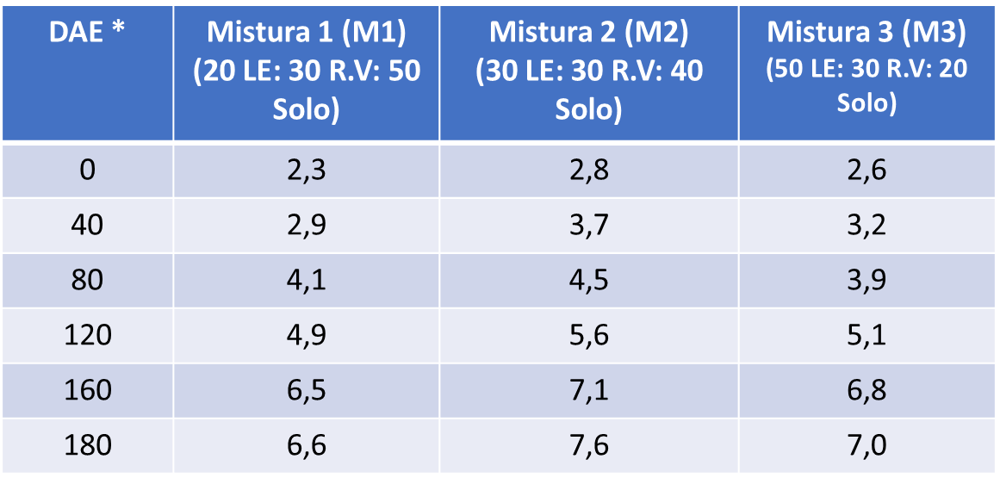 DAE * Mistura 1 (M1) Mistura 2 (M2) Mistura 3 (M3)
(20 LE: 30 R.V: 50 (30 LE: 30 R.V: 40 (50 LE: 30 R.V: 20
Solo) Solo) Solo)
0 2,3 2,8 2,6
40 2,9 3,7 3,2
80 4,1 4,5 3,9
120 4,9 5,6 5,1
160 6,5 7,1 6,8
180 6,6 7,6 7,0